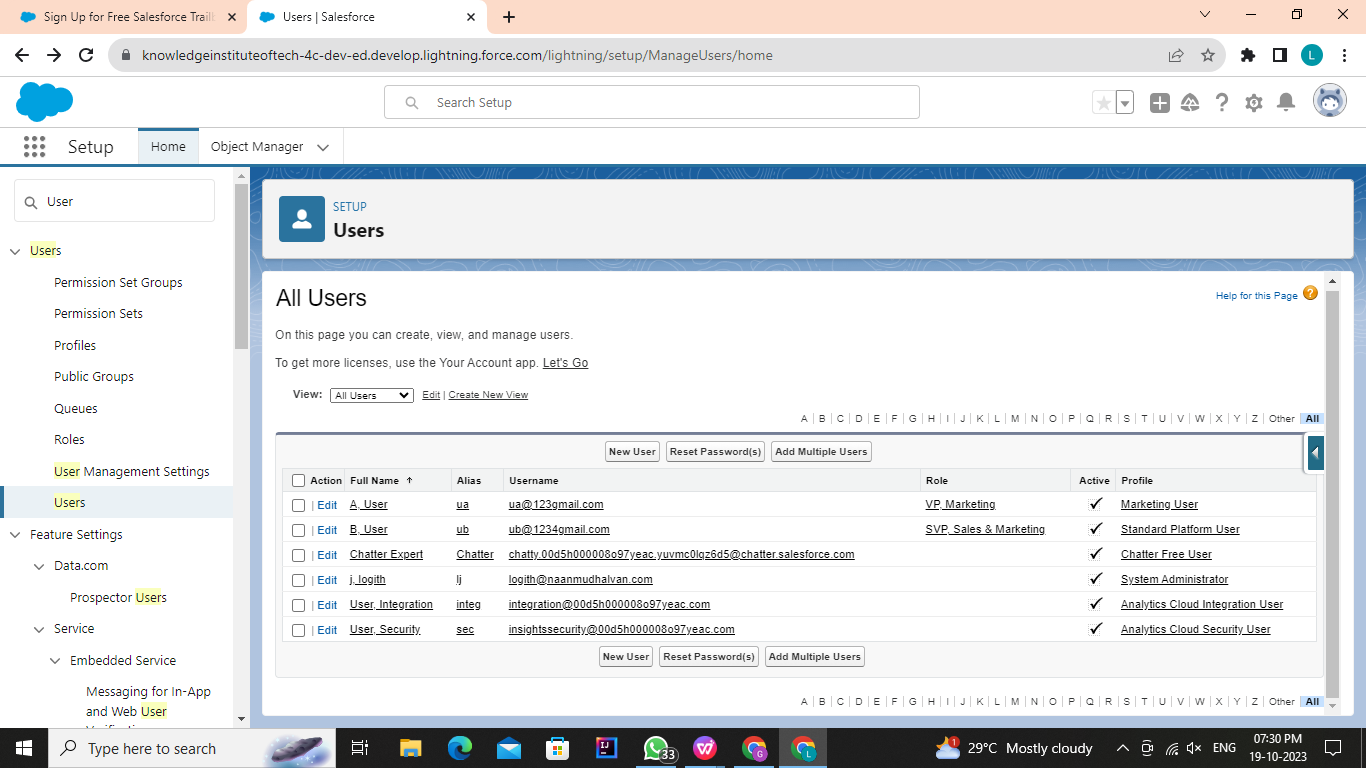 Sign Up for Free Salesforce Trailb
Users | Salesforce
knowledgeinstituteoftech-4c-dev-ed.develop.lightning.force.com/lightning/setup/ManageUsers/home
L
Search Setup
Setup
Home
Object Manager
User
Users
Permission Set Groups
Permission Sets
Profiles
Public Groups
Queues
Roles
User Management Settings
Users
Feature Settings
Data.com
Prospector Users
Service
Embedded Service
Messaging for In-App
and Web User
SETUP
Users
All Users
Help for this Page ?
On this page you can create, view, and manage users.
To get more licenses, use the Your Account app. Let's Go
View: All Users Edit | Create New View
A | B | C | D | E | F | G | H | I | J | K | L | M | N | O | P | Q | R | S | T | U | V | W | X | Y | Z | Other | All
New User Reset Password(s) Add Multiple Users
Action Full Name ↑ Alias Username Role Active Profile
| Edit A, User ua ua@123gmail.com VP, Marketing ✓ Marketing User
| Edit B, User ub ub@1234gmail.com SVP, Sales & Marketing ✓ Standard Platform User
| Edit Chatter Expert Chatter chatty.00d5h000008o97yeac.yuvmc0lqz6d5@chatter.salesforce.com ✓ Chatter Free User
| Edit j, logith lj logith@naanmudhalvan.com ✓ System Administrator
| Edit User, Integration integ integration@00d5h000008o97yeac.com ✓ Analytics Cloud Integration User
| Edit User, Security sec insightssecurity@00d5h000008o97yeac.com ✓ Analytics Cloud Security User
New User Reset Password(s) Add Multiple Users
A | B | C | D | E | F | G | H | I | J | K | L | M | N | O | P | Q | R | S | T | U | V | W | X | Y | Z | Other | All
Type here to search
33
G
L
1
29°C Mostly cloudy
ENG
07:30 PM
19-10-2023